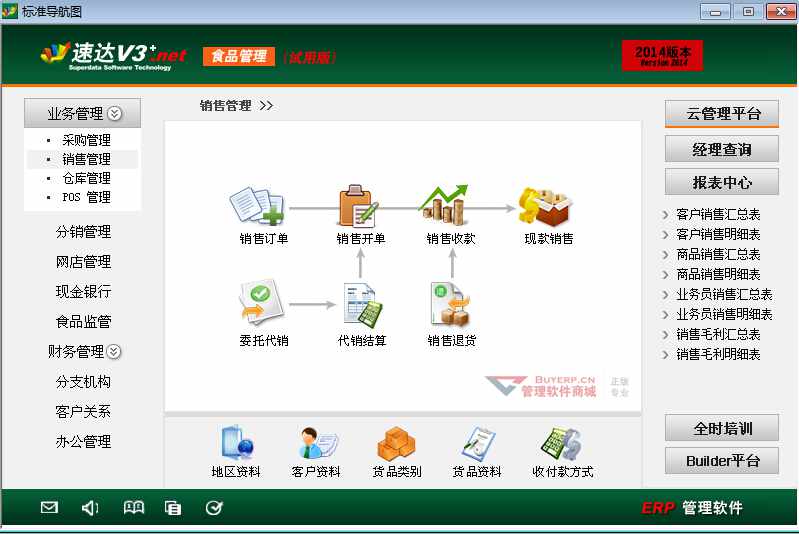 标准导航图
速达V3+.net
Superdata Software Technology
食品管理
(试用版)
2014版本
Version 2014
业务管理
采购管理
销售管理
仓库管理
POS 管理
分销管理
网店管理
现金银行
食品监管
财务管理
分支机构
客户关系
办公管理
销售管理 >>
销售订单
销售开单
销售收款
现款销售
委托代销
代销结算
销售退货
BUYERP.CN
管理软件商城
正版
专业
地区资料
客户资料
货品类别
货品资料
收付款方式
云管理平台
经理查询
报表中心
客户销售汇总表
客户销售明细表
商品销售汇总表
商品销售明细表
业务员销售汇总表
业务员销售明细表
销售毛利汇总表
销售毛利明细表
全时培训
Builder平台
ERP 管理软件